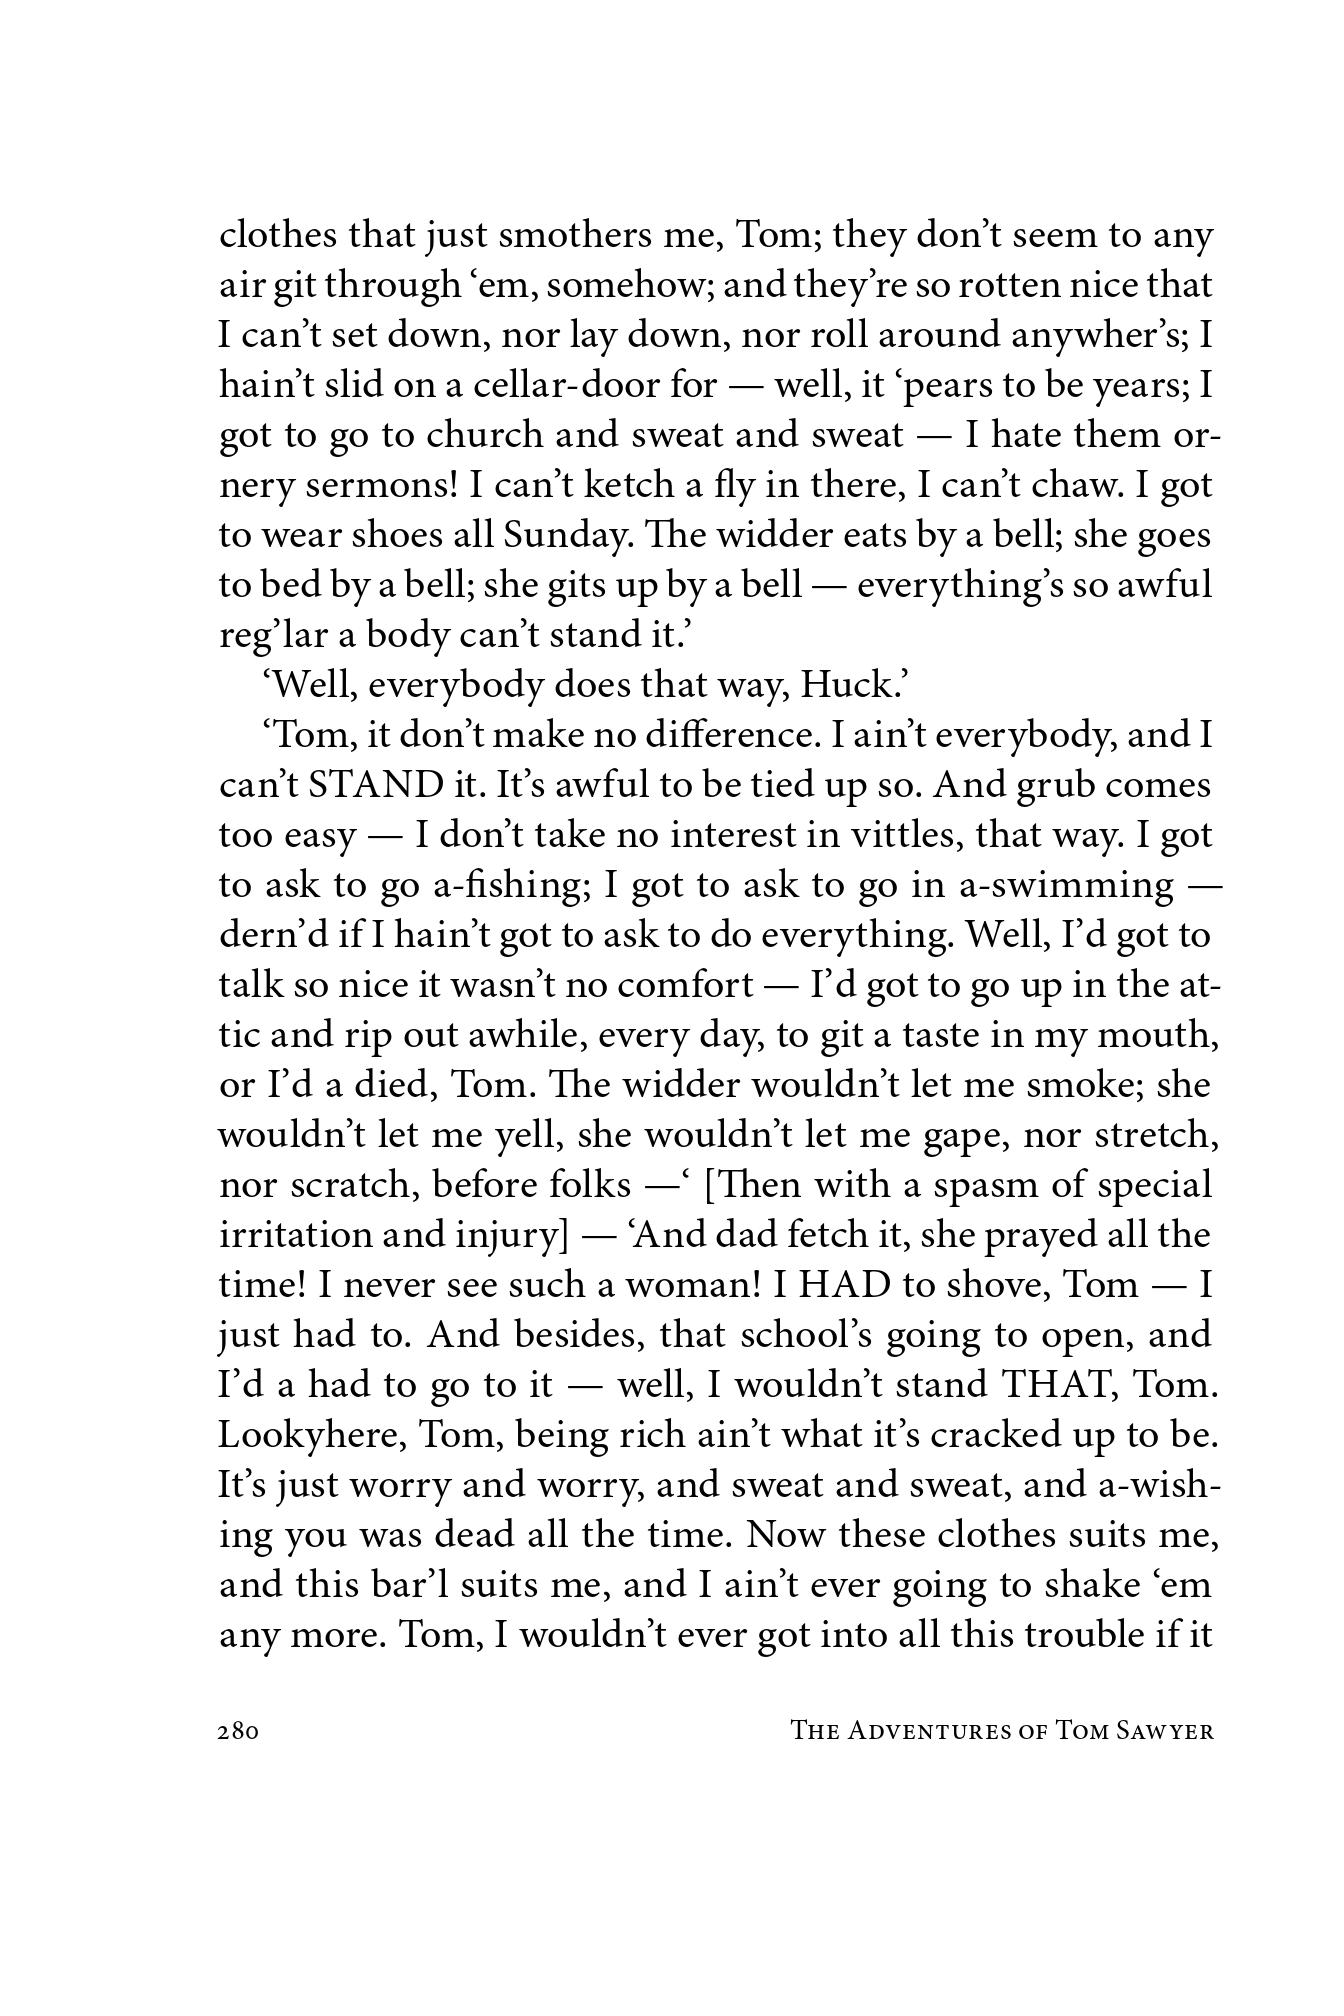 clothes that just smothers me, Tom; they don’t seem to any
air git through ‘em, somehow; and they’re so rotten nice that
I can’t set down, nor lay down, nor roll around anywher’s; I
hain’t slid on a cellar-door for — well, it ‘pears to be years; I
got to go to church and sweat and sweat — I hate them or-
nery sermons! I can’t ketch a fly in there, I can’t chaw. I got
to wear shoes all Sunday. The widder eats by a bell; she goes
to bed by a bell; she gits up by a bell — everything’s so awful
reg’lar a body can’t stand it.’
‘Well, everybody does that way, Huck.’
‘Tom, it don’t make no difference. I ain’t everybody, and I
can’t STAND it. It’s awful to be tied up so. And grub comes
too easy — I don’t take no interest in vittles, that way. I got
to ask to go a-fishing; I got to ask to go in a-swimming —
dern’d if I hain’t got to ask to do everything. Well, I’d got to
talk so nice it wasn’t no comfort — I’d got to go up in the at-
tic and rip out awhile, every day, to git a taste in my mouth,
or I’d a died, Tom. The widder wouldn’t let me smoke; she
wouldn’t let me yell, she wouldn’t let me gape, nor stretch,
nor scratch, before folks —‘ [Then with a spasm of special
irritation and injury] — ‘And dad fetch it, she prayed all the
time! I never see such a woman! I HAD to shove, Tom — I
just had to. And besides, that school’s going to open, and
I’d a had to go to it — well, I wouldn’t stand THAT, Tom.
Lookyhere, Tom, being rich ain’t what it’s cracked up to be.
It’s just worry and worry, and sweat and sweat, and a-wish-
ing you was dead all the time. Now these clothes suits me,
and this bar’l suits me, and I ain’t ever going to shake ‘em
any more. Tom, I wouldn’t ever got into all this trouble if it
280 The Adventures of Tom Sawyer